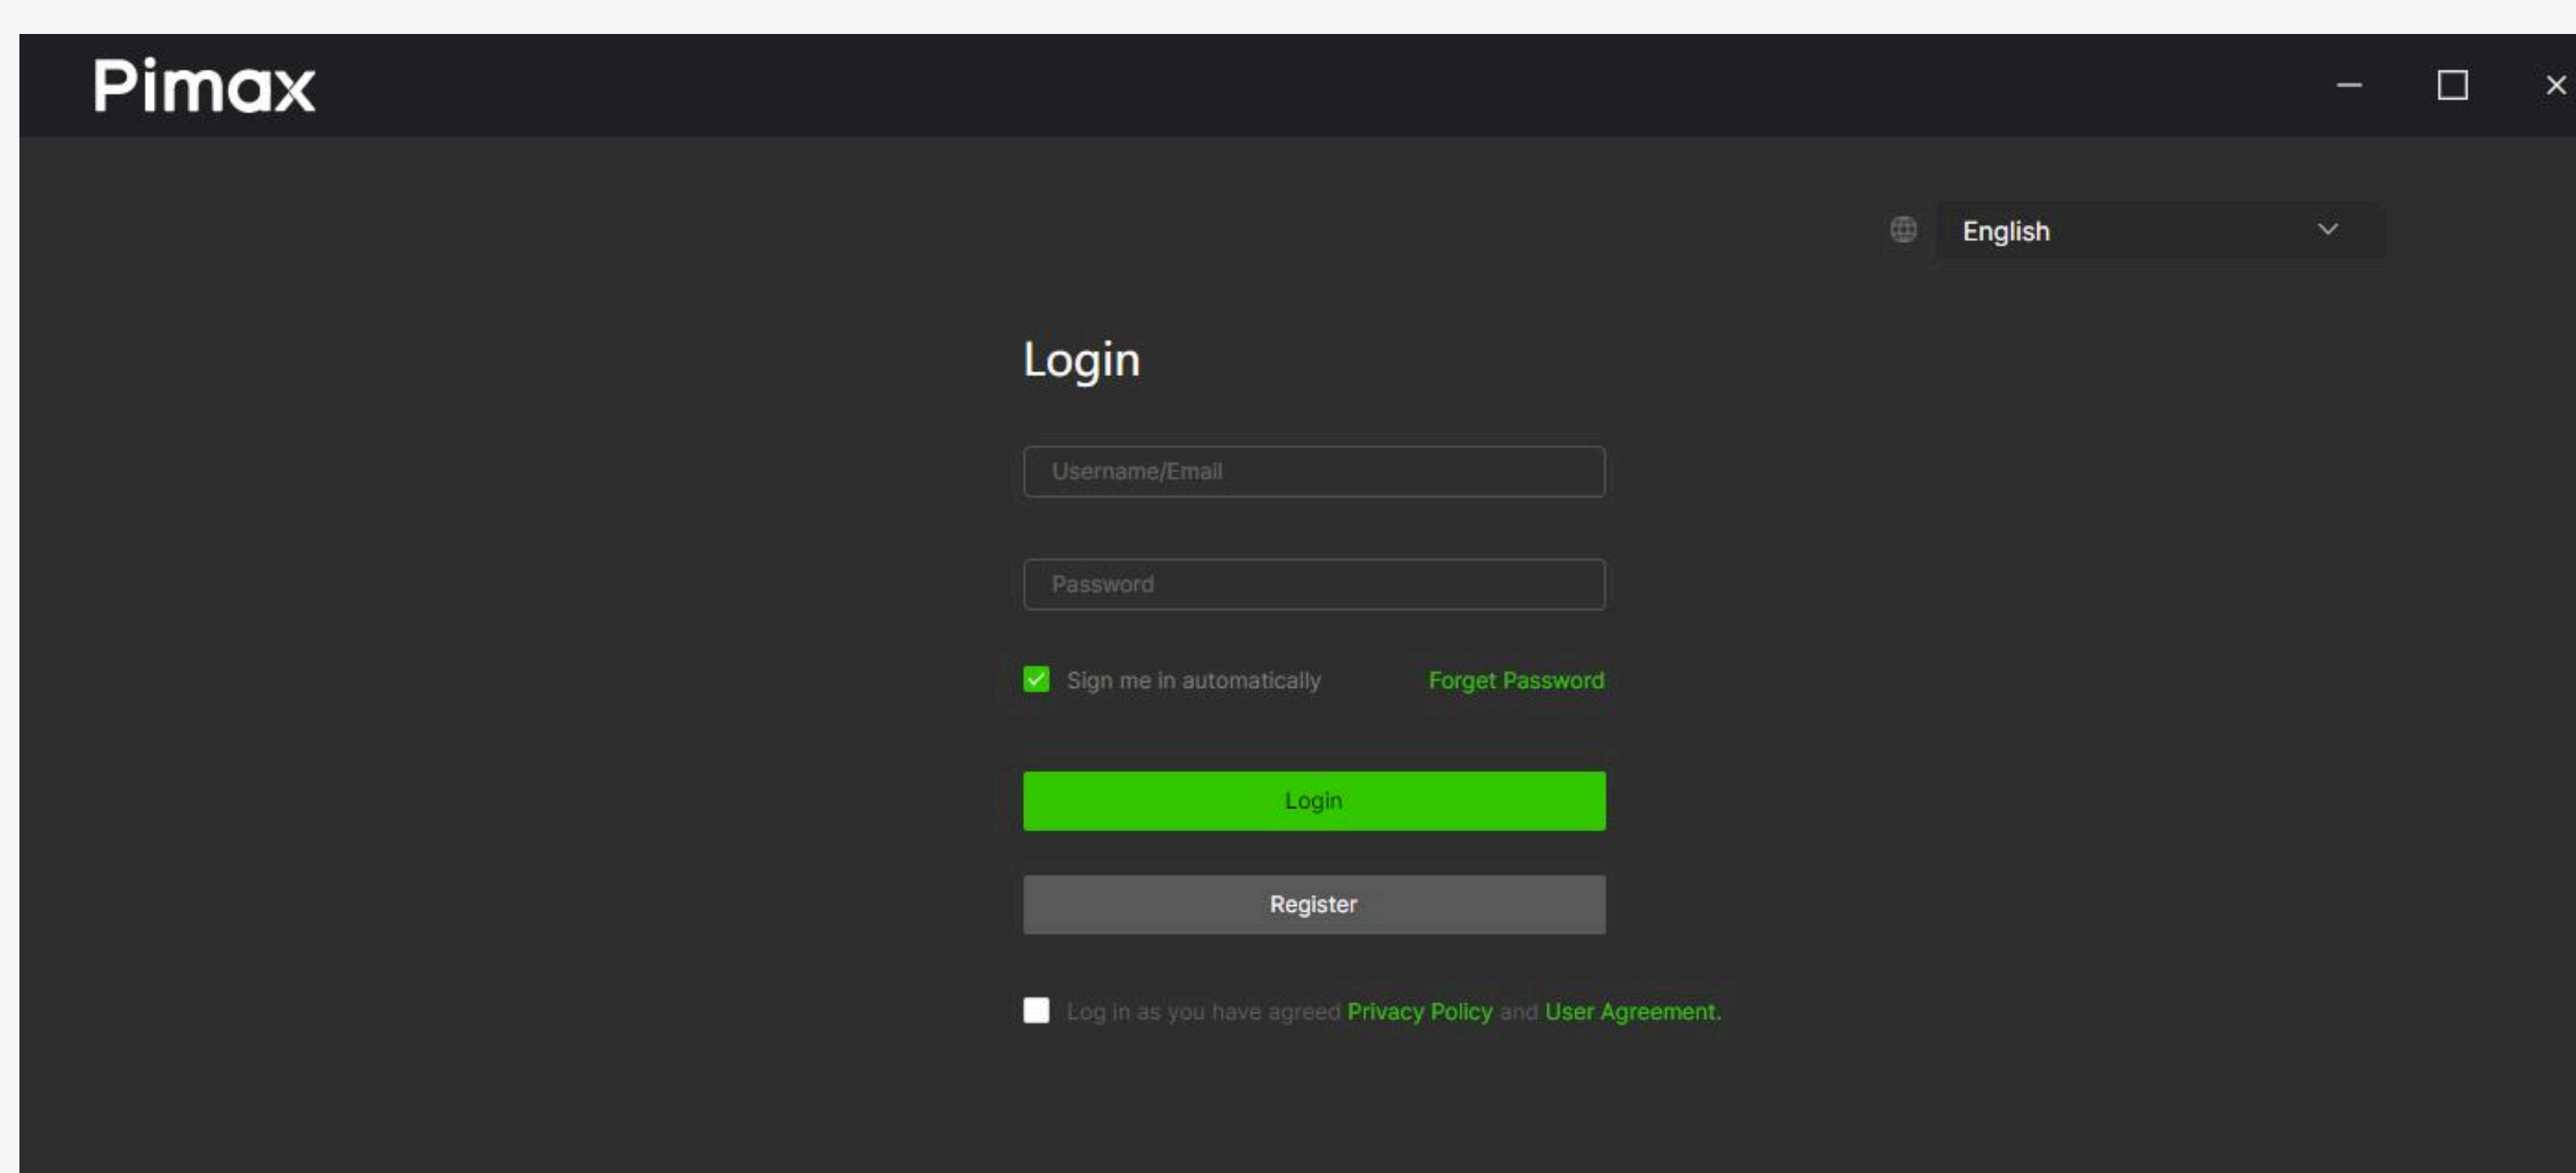 Pimax
English
Login
Username/Email
Password
Sign me in automatically Forget Password
Login
Register
Log in as you have agreed Privacy Policy and User Agreement.